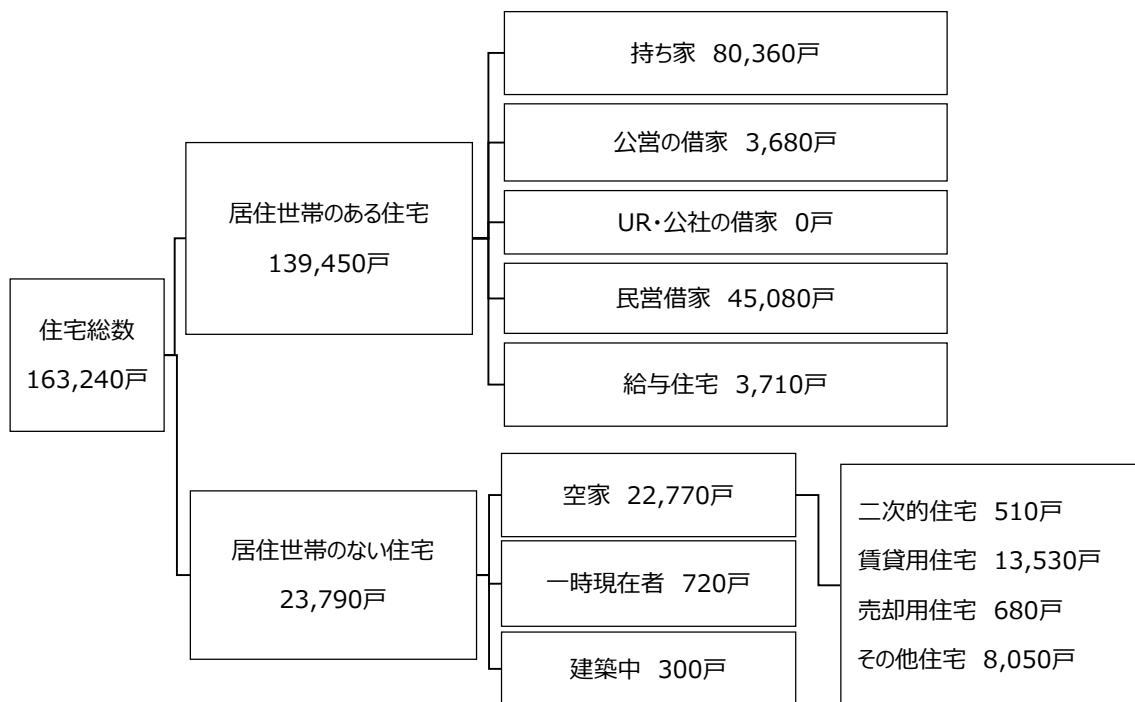 住宅総数
163,240戸
居住世帯のある住宅
139,450戸
持ち家 80,360戸
公営の借家 3,680戸
UR・公社の借家 0戸
民営借家 45,080戸
給与住宅 3,710戸
居住世帯のない住宅
23,790戸
空家 22,770戸
一時現在者 720戸
建築中 300戸
二次的住宅 510戸
賃貸用住宅 13,530戸
売却用住宅 680戸
その他住宅 8,050戸